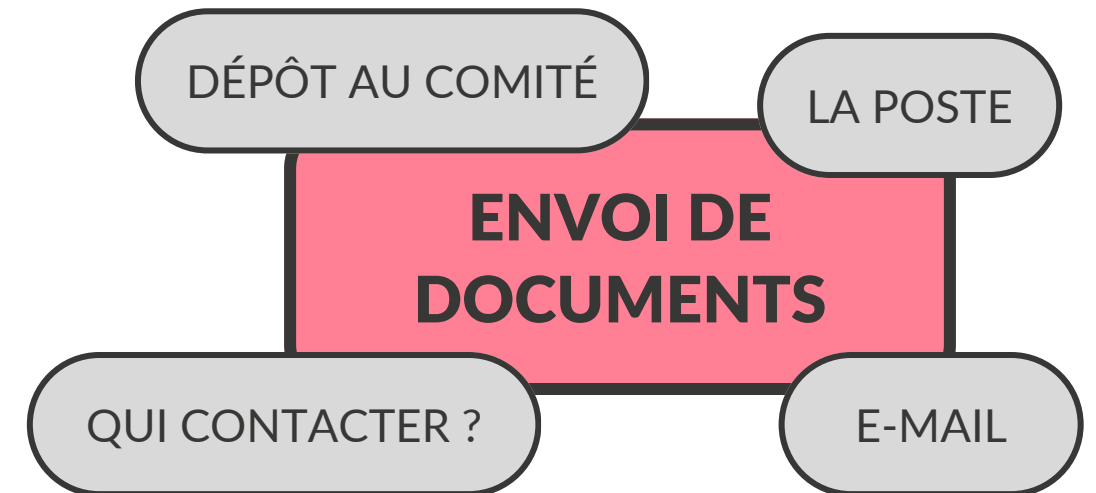 DÉPÔT AU COMITÉ
LA POSTE
ENVOI DE
DOCUMENTS
QUI CONTACTER ?
E-MAIL